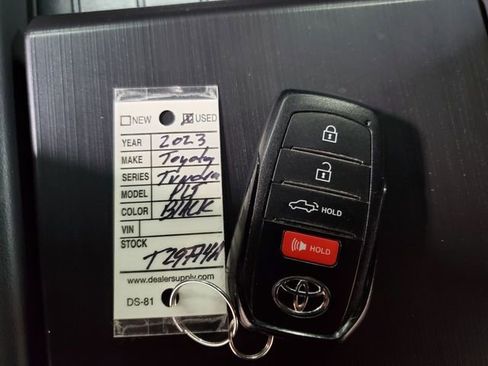 NEW USED
YEAR 2023
MAKE Toyota
SERIES Tundra
MODEL
COLOR BLACK
VIN
STOCK
www.dealersupply.com
DS-81
HOLD
HOLD